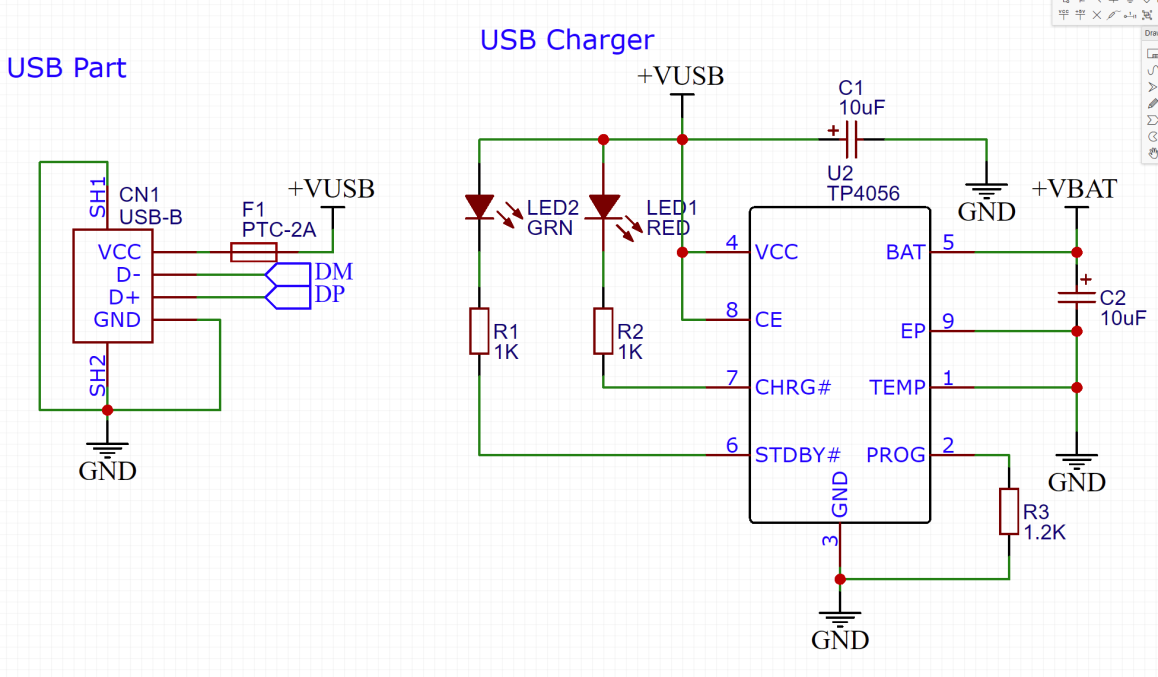 USB Part
SH1
CN1
USB-B
F1
PTC-2A
+VUSB
VCC
D-
D+
GND
DM
DP
SH2
GND
USB Charger
+VUSB
C1
10uF
+
GND
LED2
GRN
LED1
RED
R1
1K
R2
1K
U2
TP4056
4
VCC
8
CE
7
CHRG#
6
STDBY#
BAT
5
EP
9
TEMP
1
PROG
2
GND
3
GND
+VBAT
+
C2
10uF
GND
R3
1.2K
VCC
+5V